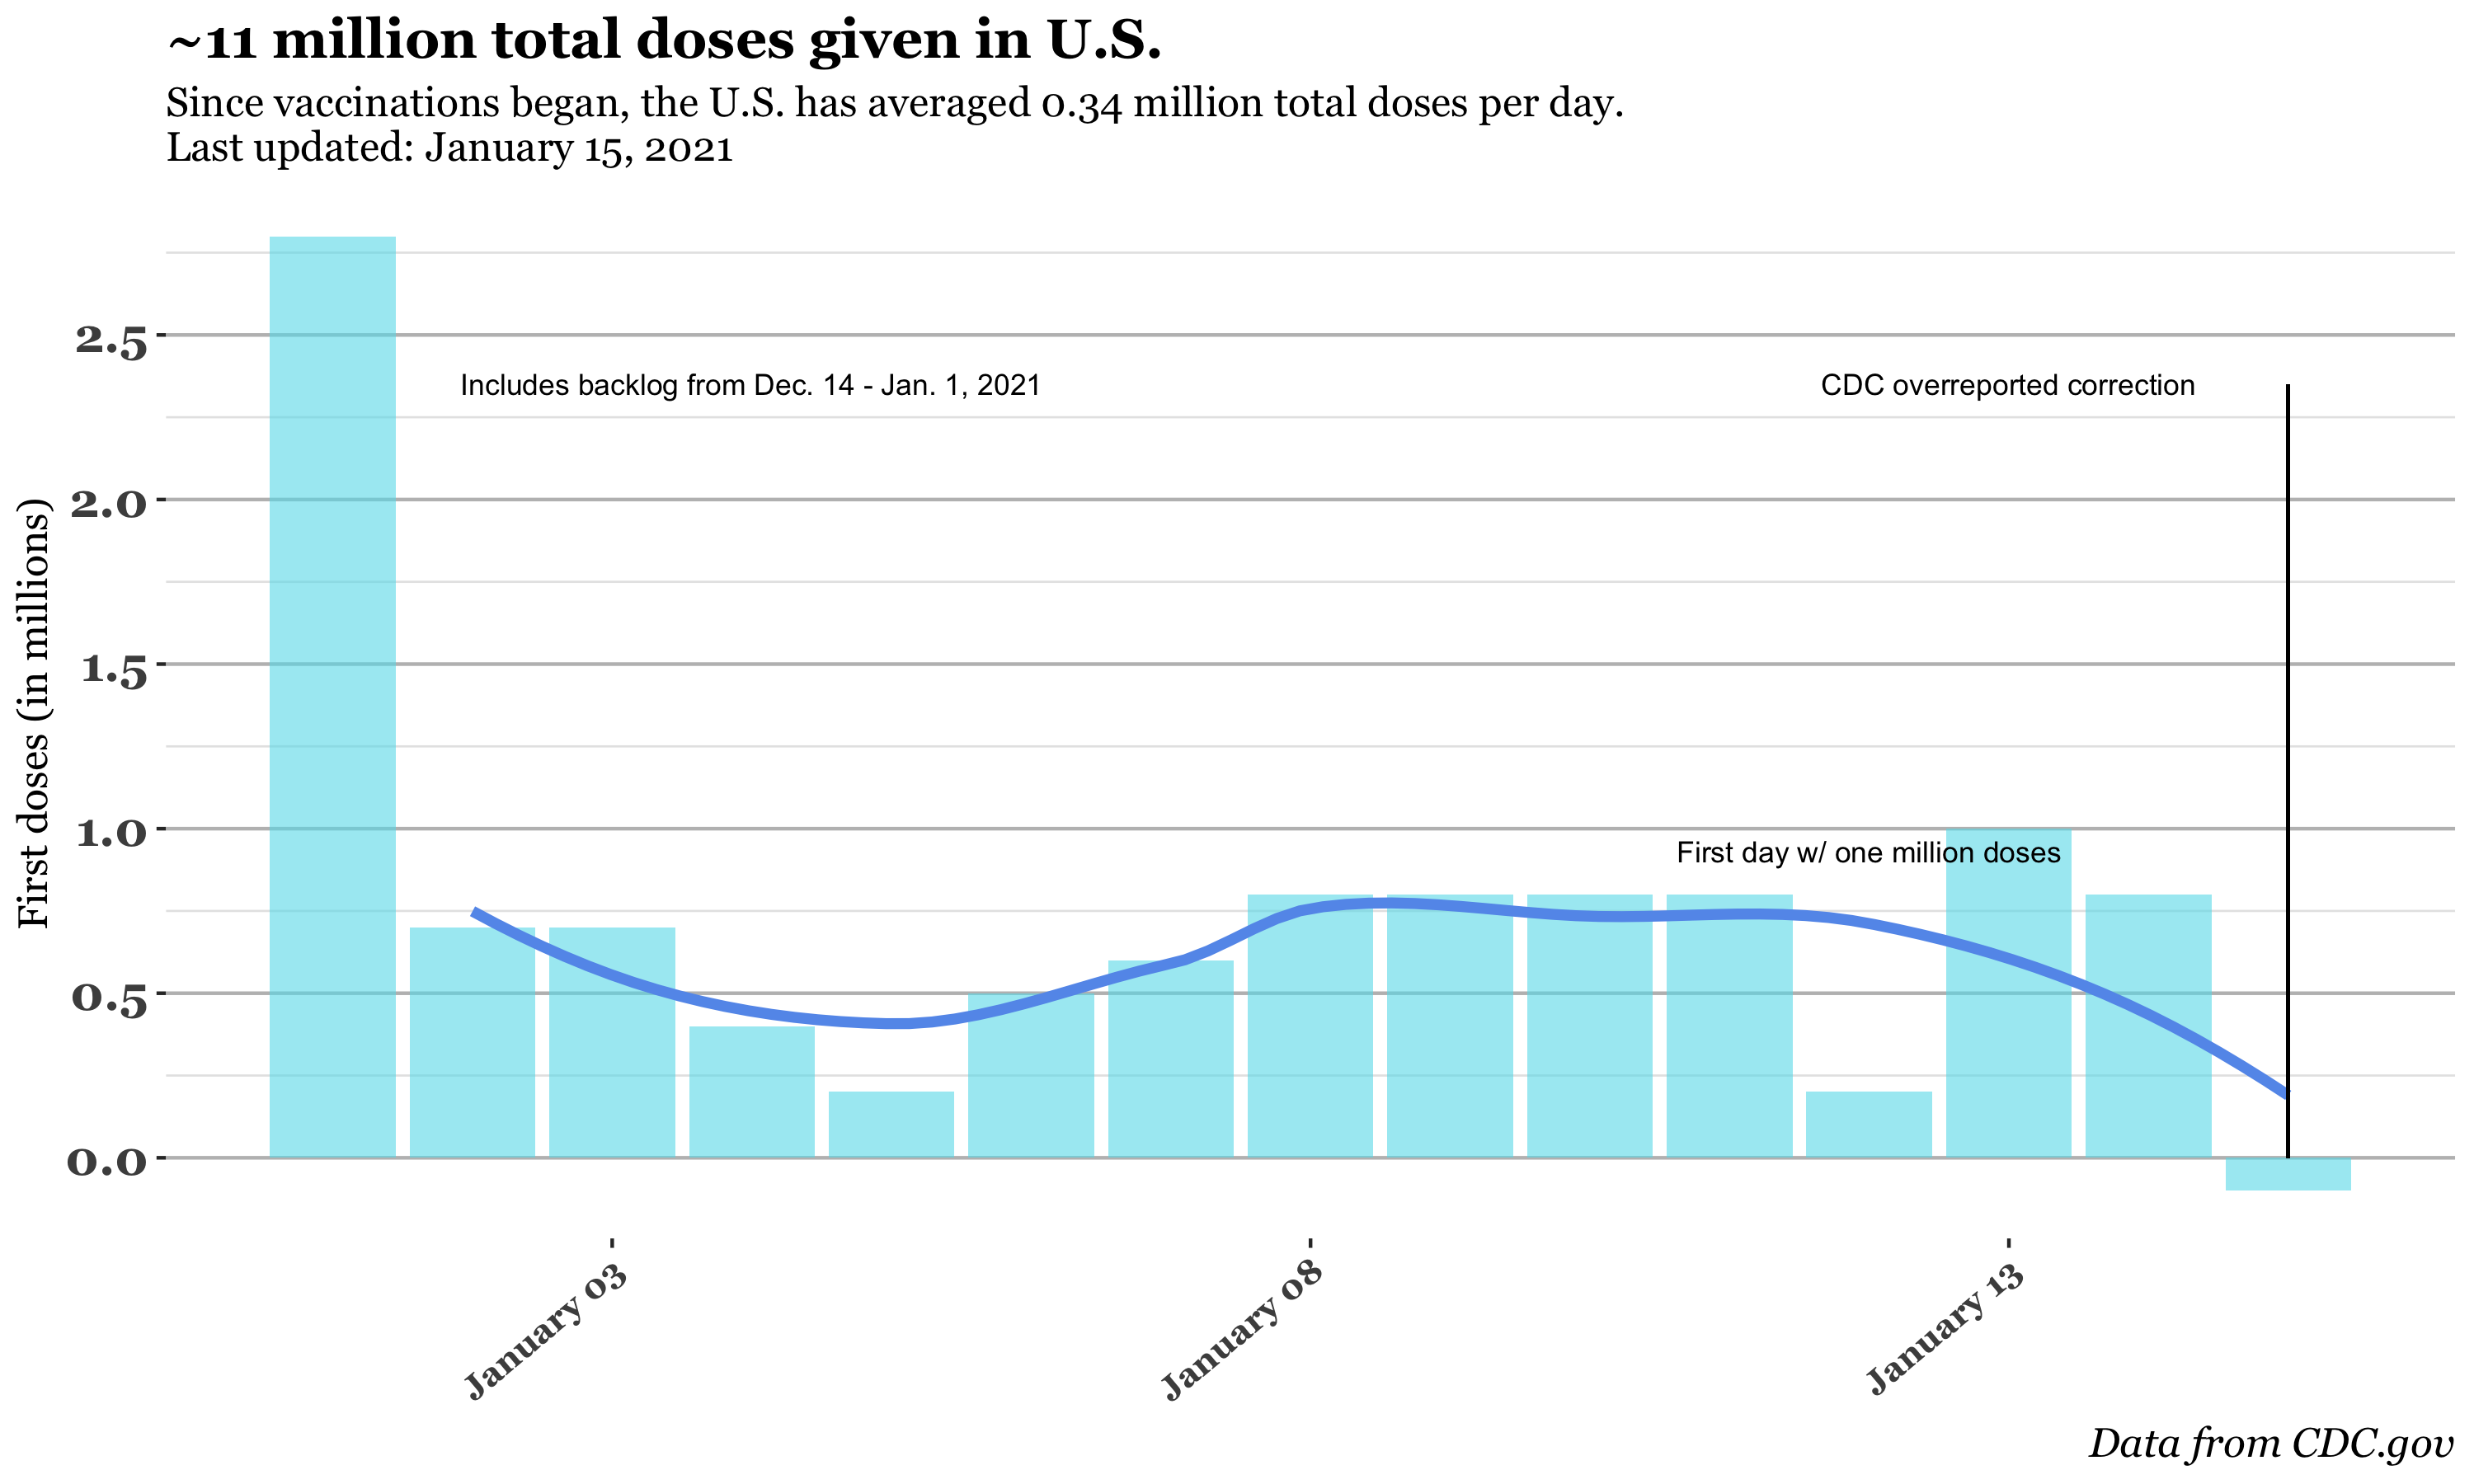 ~11 million total doses given in U.S.
Since vaccinations began, the U.S. has averaged 0.34 million total doses per day.
Last updated: January 15, 2021
First doses (in millions)
2.5
2.0
1.5
1.0
0.5
0.0
Includes backlog from Dec. 14 - Jan. 1, 2021
CDC overreported correction
First day w/ one million doses
January 03
January 08
January 13
Data from CDC.gov